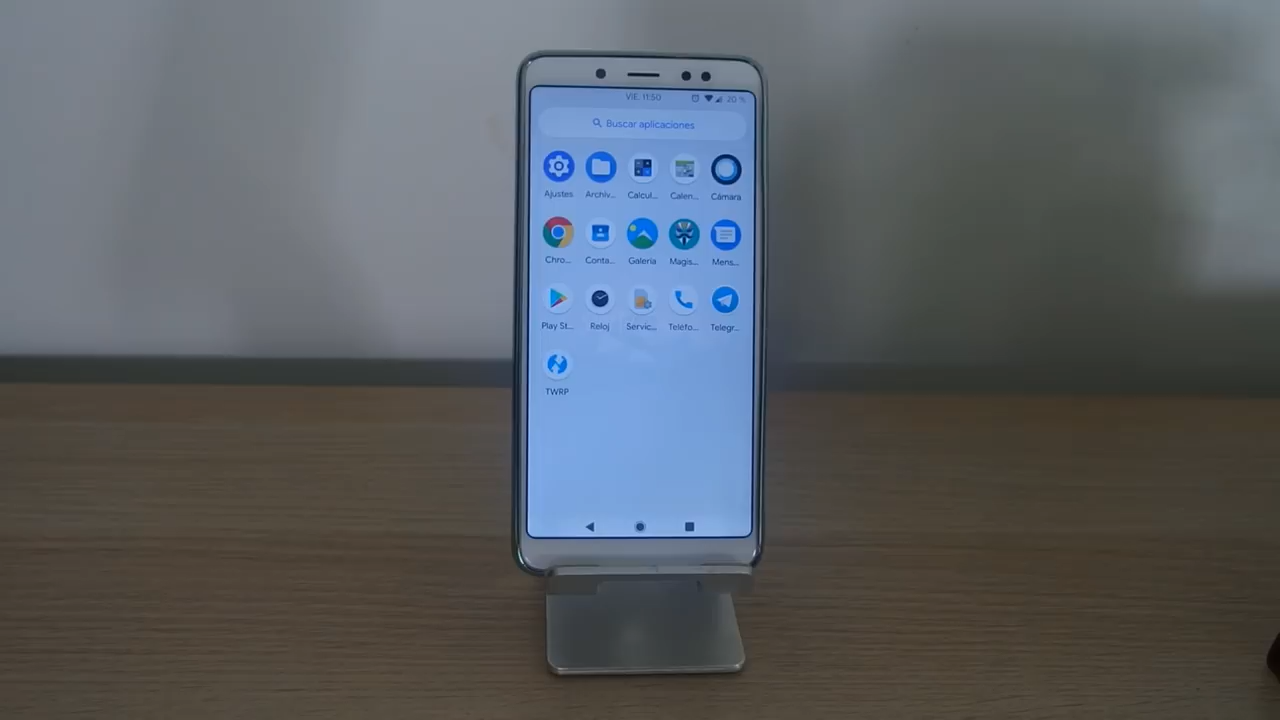 VIE. 11:50 20 %
Buscar aplicaciones
Ajustes Archiv... Calcul... Calen... Cámara
Chro... Conta... Galería Magis... Mens...
Play St... Reloj Servic... Teléfo... Telegr...
TWRP